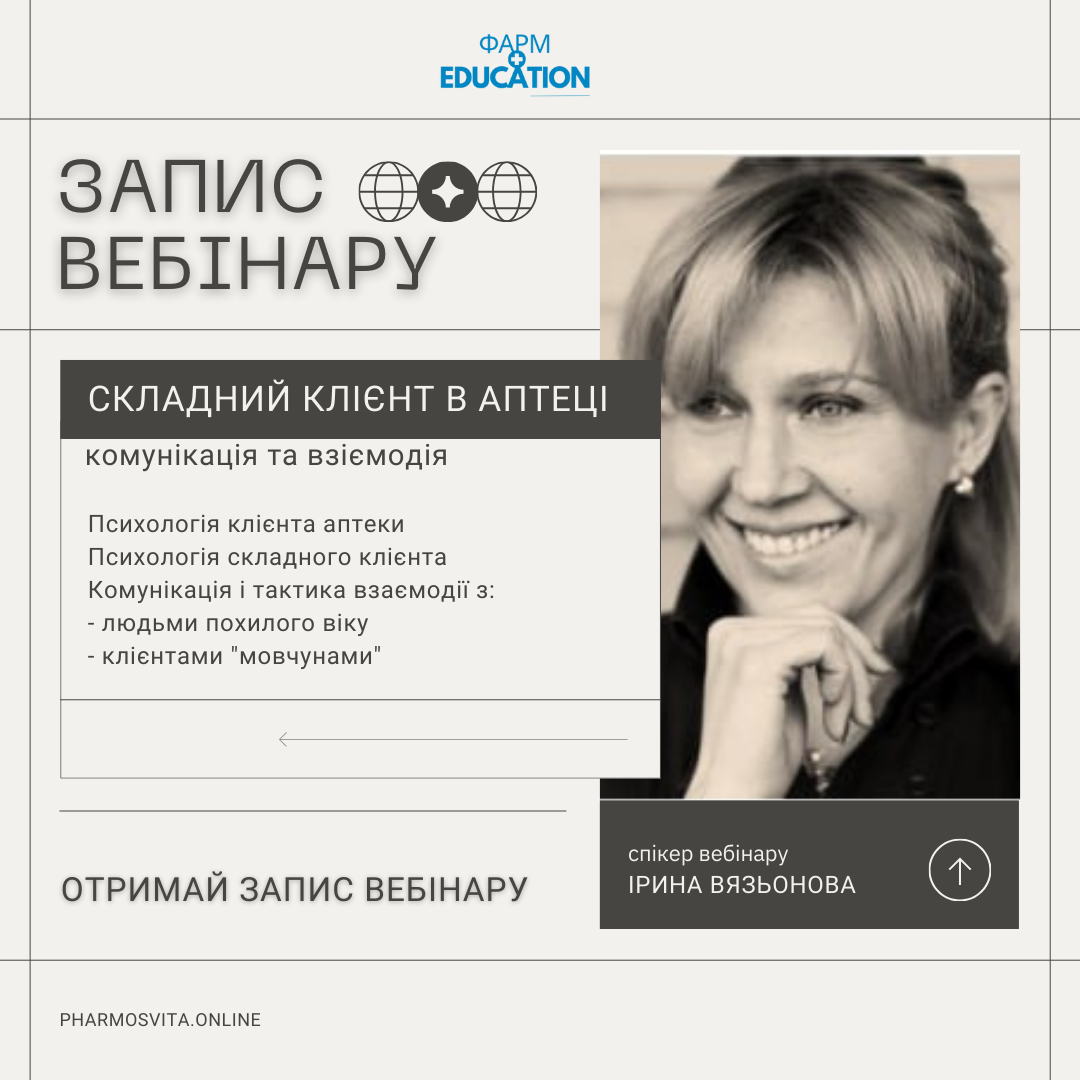 ФАРМ
EDUCATION
ЗАПИС
ВЕБІНАРУ
СКЛАДНИЙ КЛІЄНТ В АПТЕЦІ
комунікація та взіємодія
Психологія клієнта аптеки
Психологія складного клієнта
Комунікація і тактика взаємодії з:
- людьми похилого віку
- клієнтами "мовчунами"
ОТРИМАЙ ЗАПИС ВЕБІНАРУ
спікер вебінару
ІРИНА ВЯЗЬОНОВА
PHARMOSVITA.ONLINE